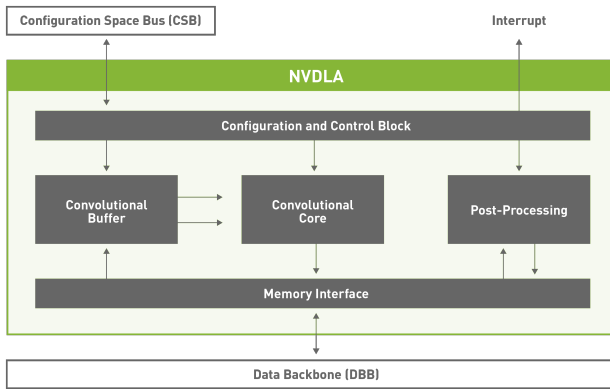 Configuration Space Bus (CSB)
Interrupt
NVDLA
Configuration and Control Block
Convolutional
Buffer
Convolutional
Core
Post-Processing
Memory Interface
Data Backbone (DBB)